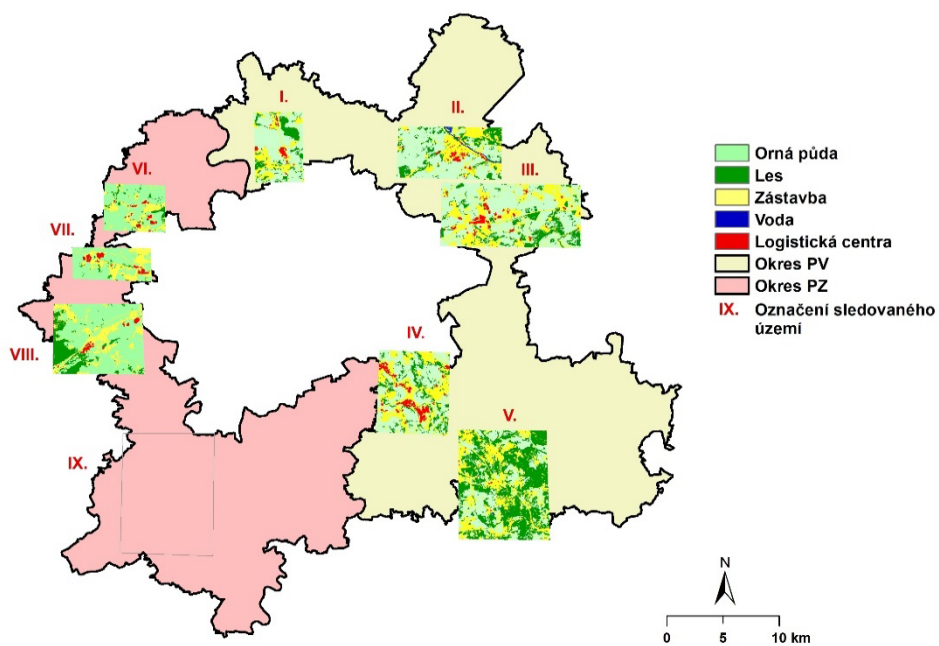 I.
II.
III.
VI.
VII.
VIII.
IV.
V.
IX.
Orná půda
Les
Zástavba
Voda
Logistická centra
Okres PV
Okres PZ
IX. Označení sledovaného
území
N
0 5 10 km